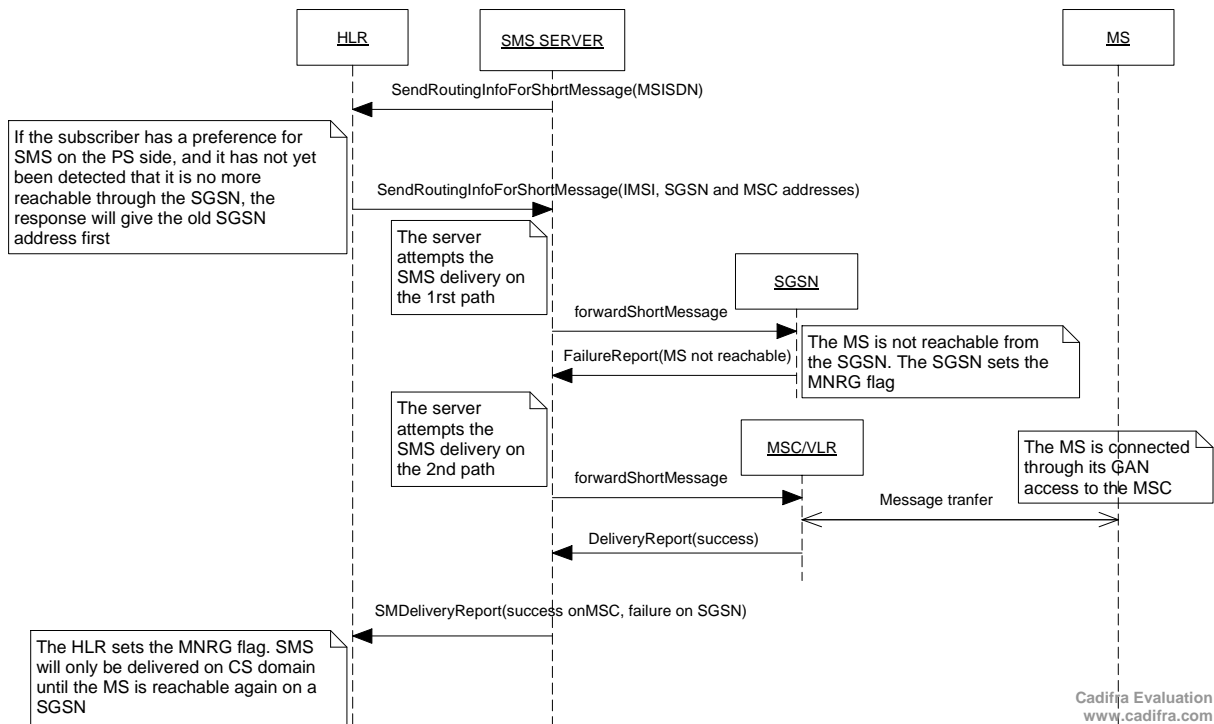 HLR
SMS SERVER
MS
SendRoutingInfoForShortMessage(MSISDN)
If the subscriber has a preference for
SMS on the PS side, and it has not yet
been detected that it is no more
reachable through the SGSN, the
response will give the old SGSN
address first
SendRoutingInfoForShortMessage(IMSI, SGSN and MSC addresses)
The server
attempts the
SMS delivery on
the 1rst path
SGSN
forwardShortMessage
The MS is not reachable from
the SGSN. The SGSN sets the
MNRG flag
FailureReport(MS not reachable)
The server
attempts the
SMS delivery on
the 2nd path
MSC/VLR
The MS is connected
through its GAN
access to the MSC
forwardShortMessage
Message tranfer
DeliveryReport(success)
SMDeliveryReport(success onMSC, failure on SGSN)
The HLR sets the MNRG flag. SMS
will only be delivered on CS domain
until the MS is reachable again on a
SGSN
Cadifra Evaluation
www.cadifra.com